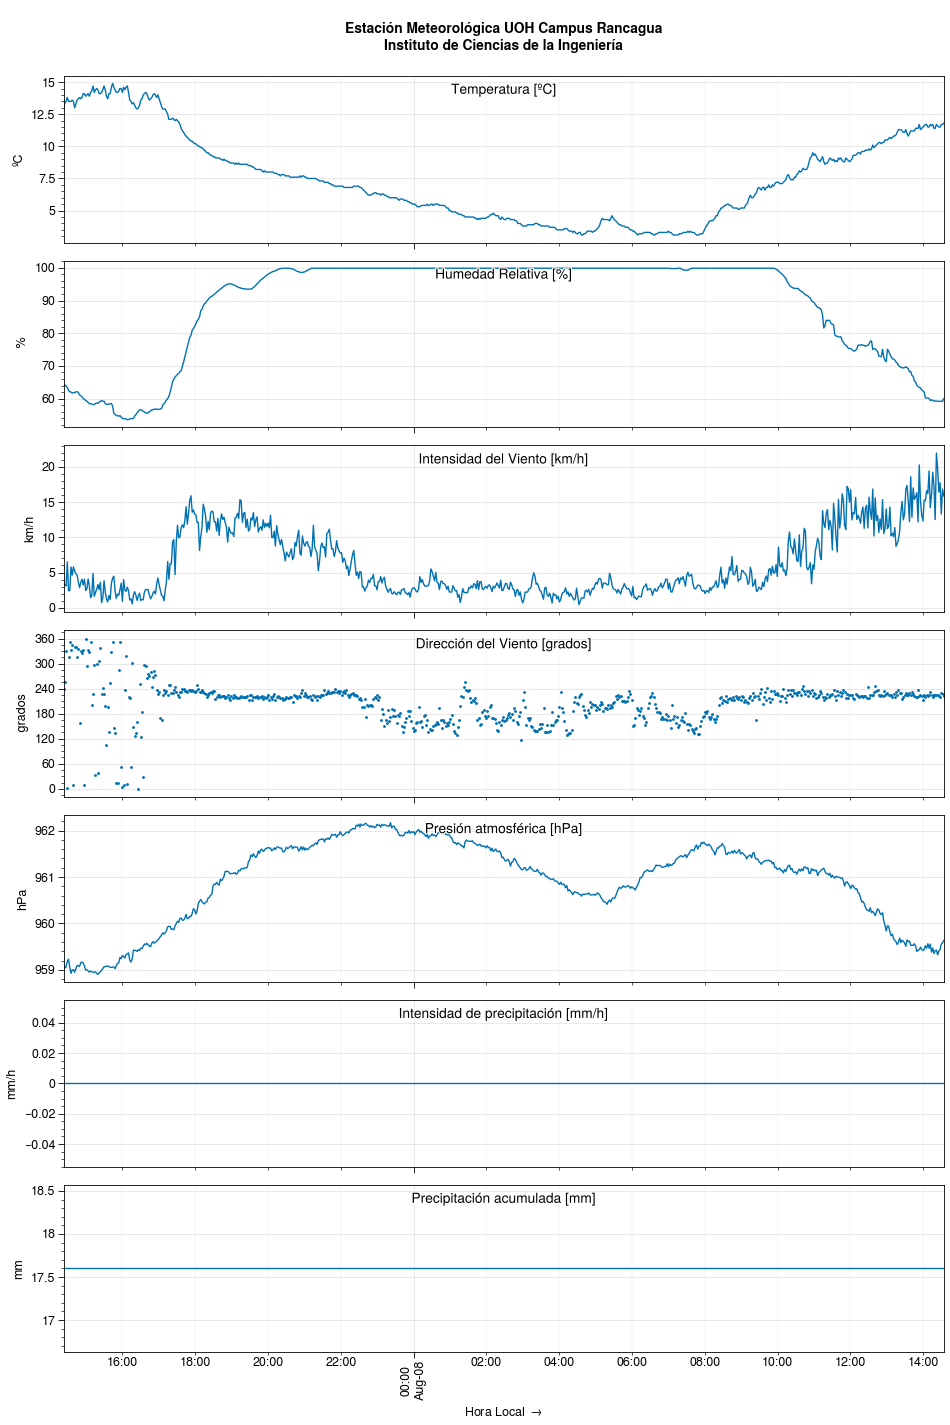 Estación Meteorológica UOH Campus Rancagua
Instituto de Ciencias de la Ingeniería
Temperatura [ºC]
ºC
15
12.5
10
7.5
5
Humedad Relativa [%]
%
100
90
80
70
60
Intensidad del Viento [km/h]
km/h
20
15
10
5
0
Dirección del Viento [grados]
grados
360
300
240
180
120
60
0
Presión atmosférica [hPa]
hPa
962
961
960
959
Intensidad de precipitación [mm/h]
mm/h
0.04
0.02
0
−0.02
−0.04
Precipitación acumulada [mm]
mm
18.5
18
17.5
17
16:00 18:00 20:00 22:00 00:00 02:00 04:00 06:00 08:00 10:00 12:00 14:00
Aug-08
Hora Local →